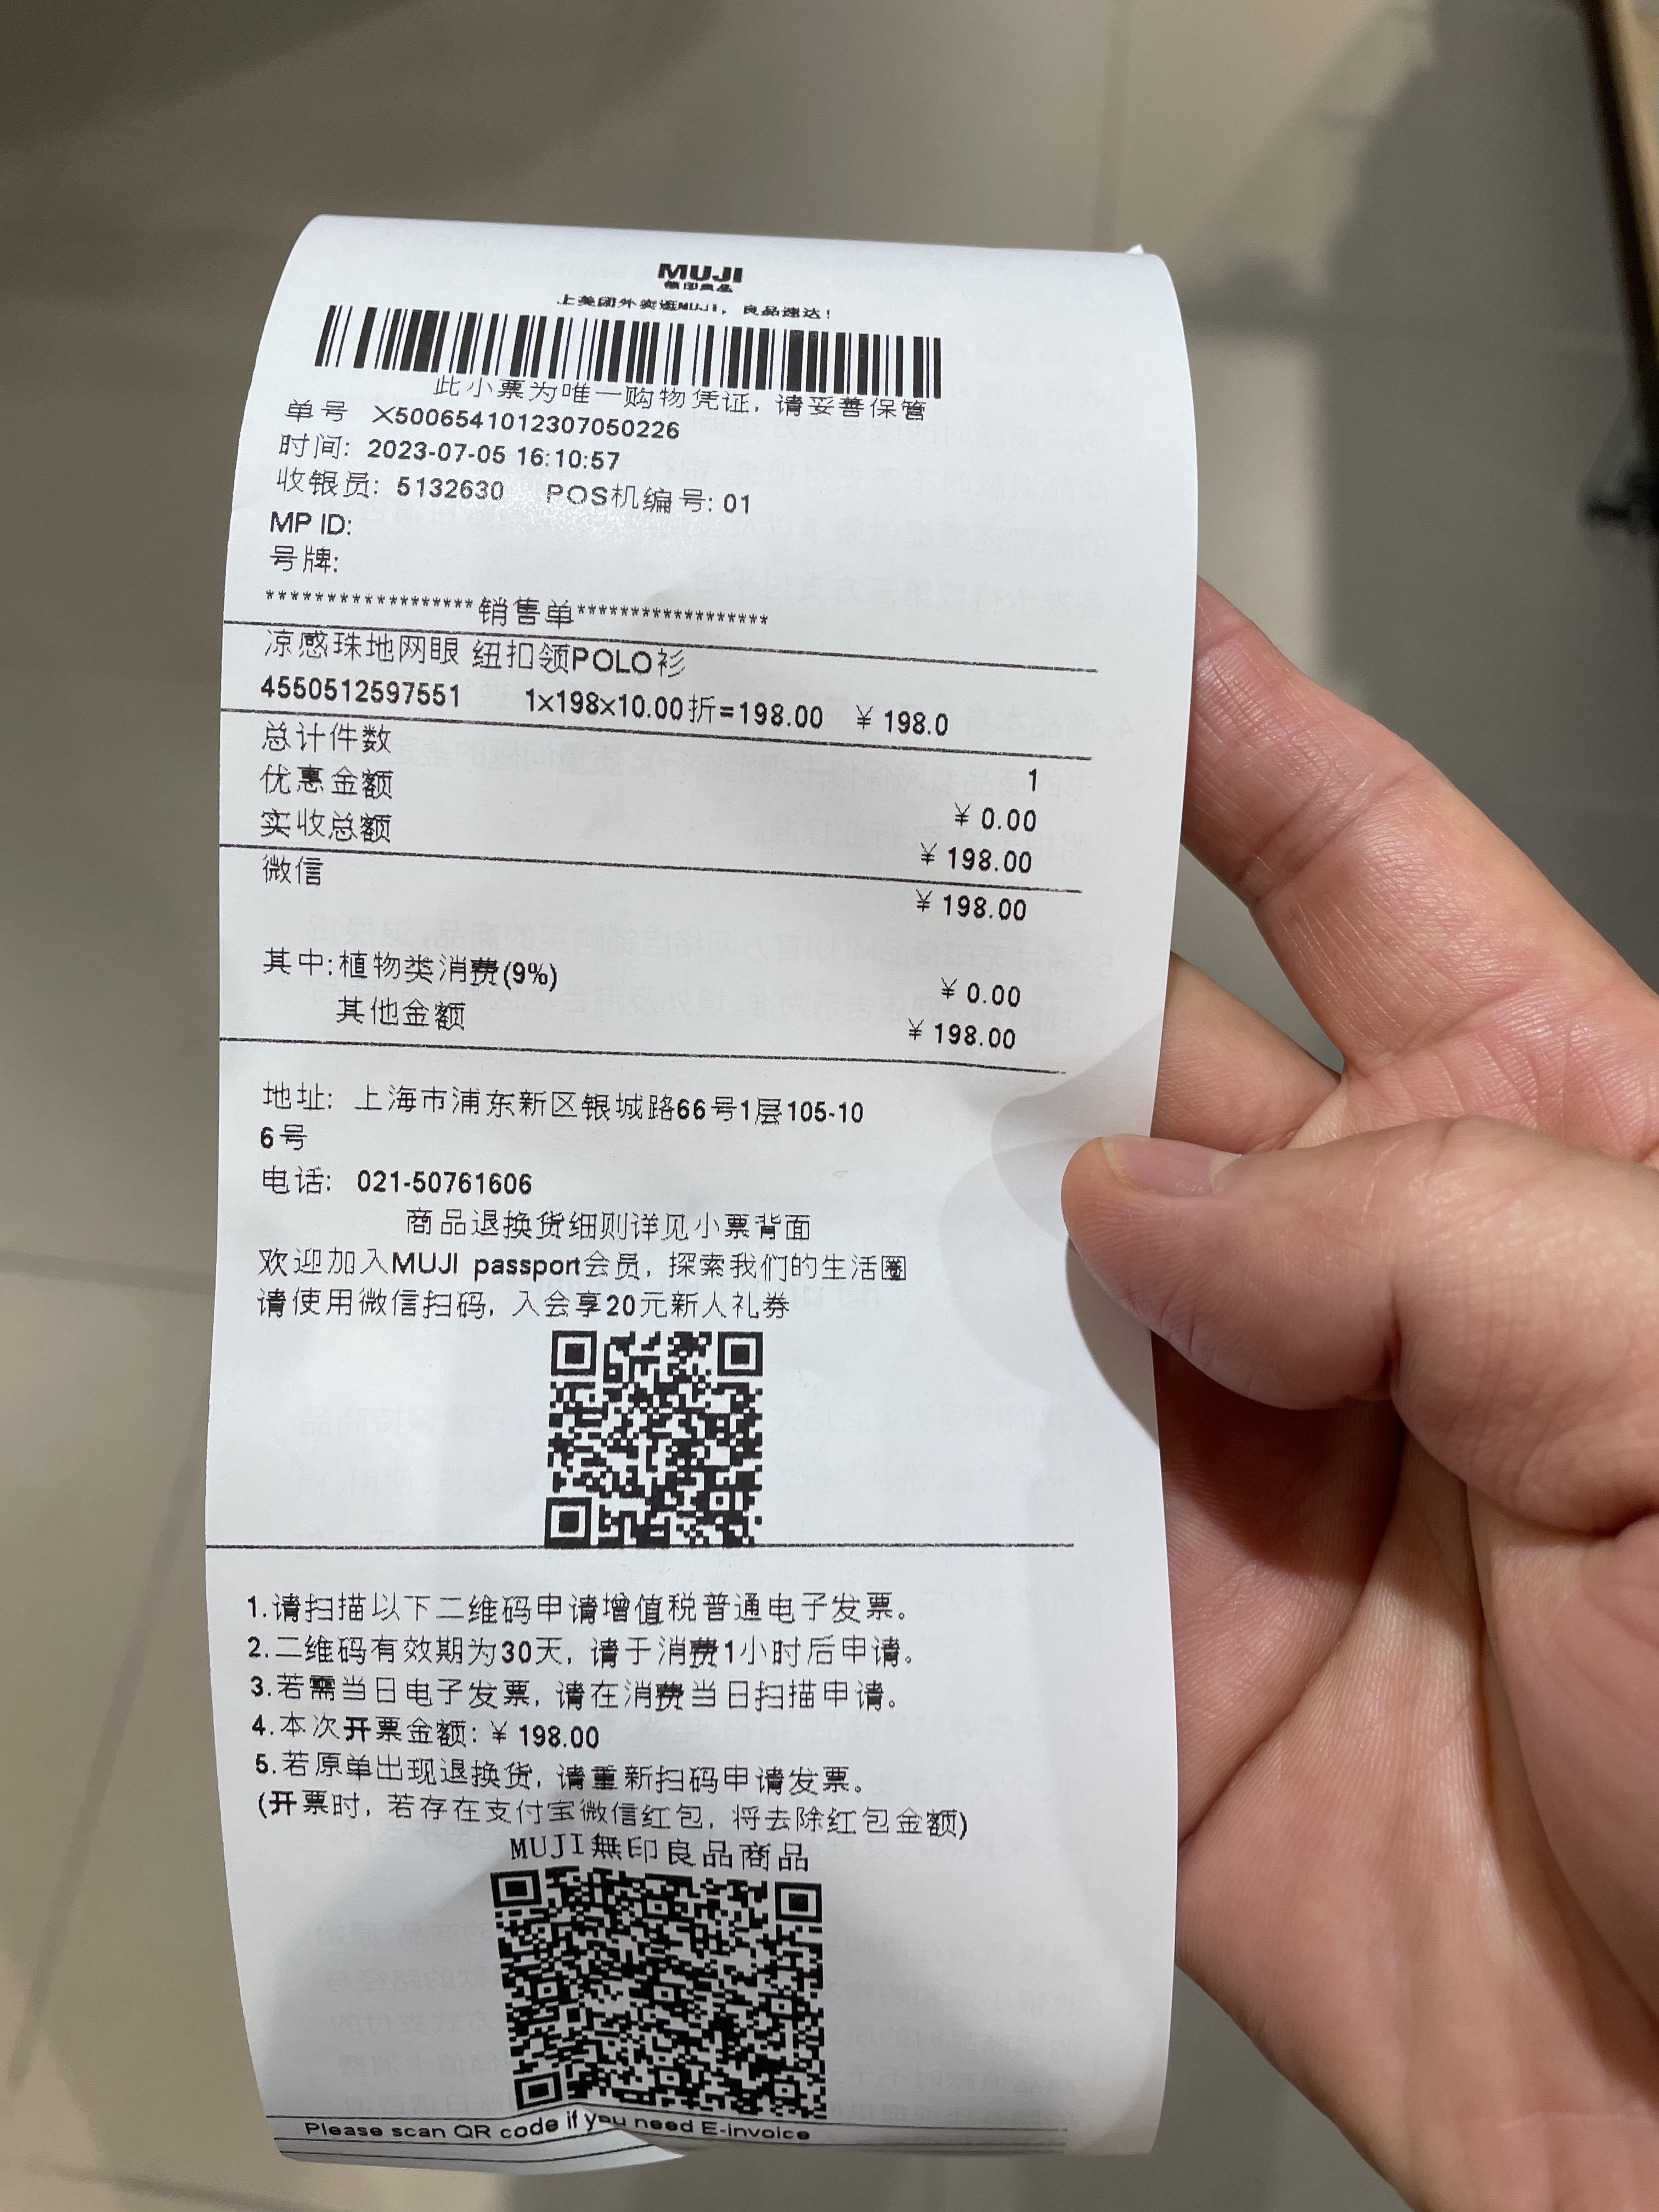 MUJI
無印良品
上美团外卖逛MUJI，良品速达！
此小票为唯一购物凭证，请妥善保管
单号 X5006541012307050226
时间：2023-07-05 16:10:57
收银员：5132630 POS机编号：01
MP ID:
号牌：
******************销售单*****************
凉感珠地网眼 纽扣领POLO衫
4550512597551 1×198×10.00折=198.00 ¥ 198.0
总计件数 1
优惠金额 ¥ 0.00
实收总额 ¥ 198.00
微信 ¥ 198.00
其中:植物类消费(9%) ¥ 0.00
其他金额 ¥ 198.00
地址： 上海市浦东新区银城路66号1层105-10
6号
电话： 021-50761606
商品退换货细则详见小票背面
欢迎加入MUJI passport会员，探索我们的生活圈
请使用微信扫码，入会享20元新人礼券
1.请扫描以下二维码申请增值税普通电子发票。
2.二维码有效期为30天，请于消费1小时后申请。
3.若需当日电子发票，请在消费当日扫描申请。
4.本次开票金额：¥ 198.00
5.若原单出现退换货，请重新扫码申请发票。
(开票时，若存在支付宝微信红包，将去除红包金额)
MUJI無印良品商品
Please scan QR code if you need E-invoice